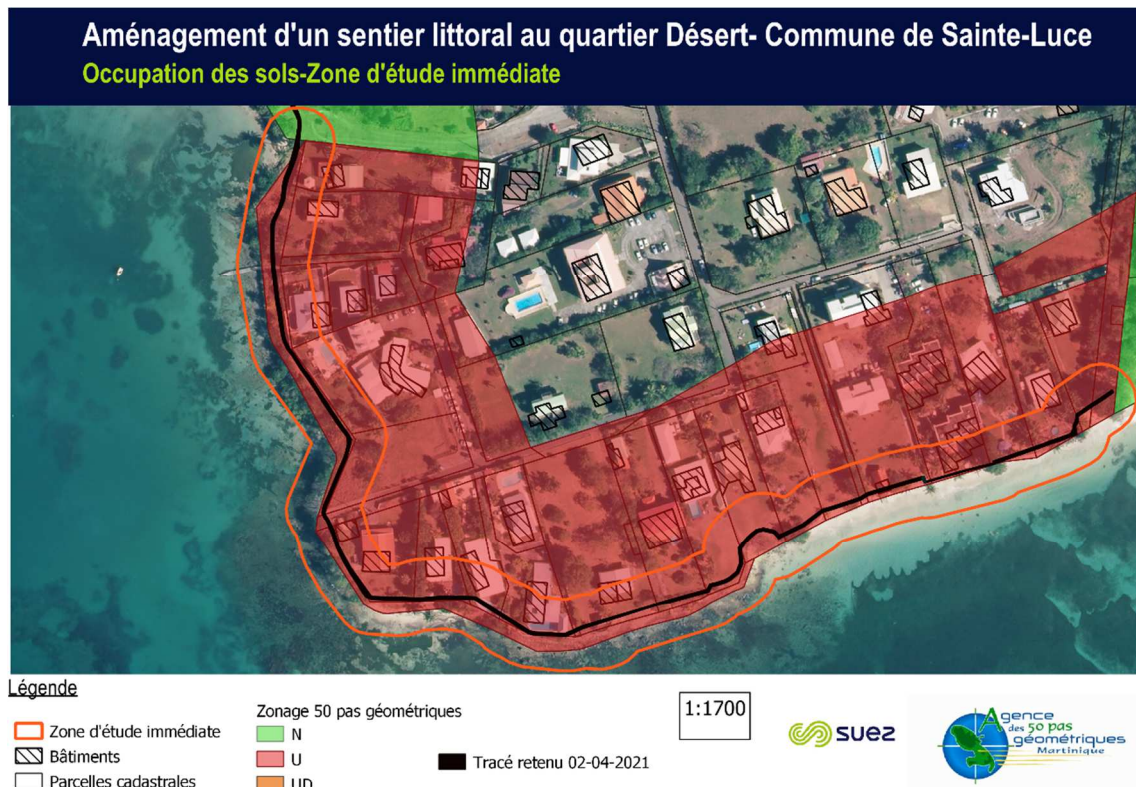 Aménagement d'un sentier littoral au quartier Désert- Commune de Sainte-Luce
Occupation des sols-Zone d'étude immédiate
Légende
Zone d'étude immédiate
Bâtiments
Parcelles cadastrales
Zonage 50 pas géométriques
N
U
UD
Tracé retenu 02-04-2021
1:1700
suez
Agence
des 50 pas
géométriques
Martinique